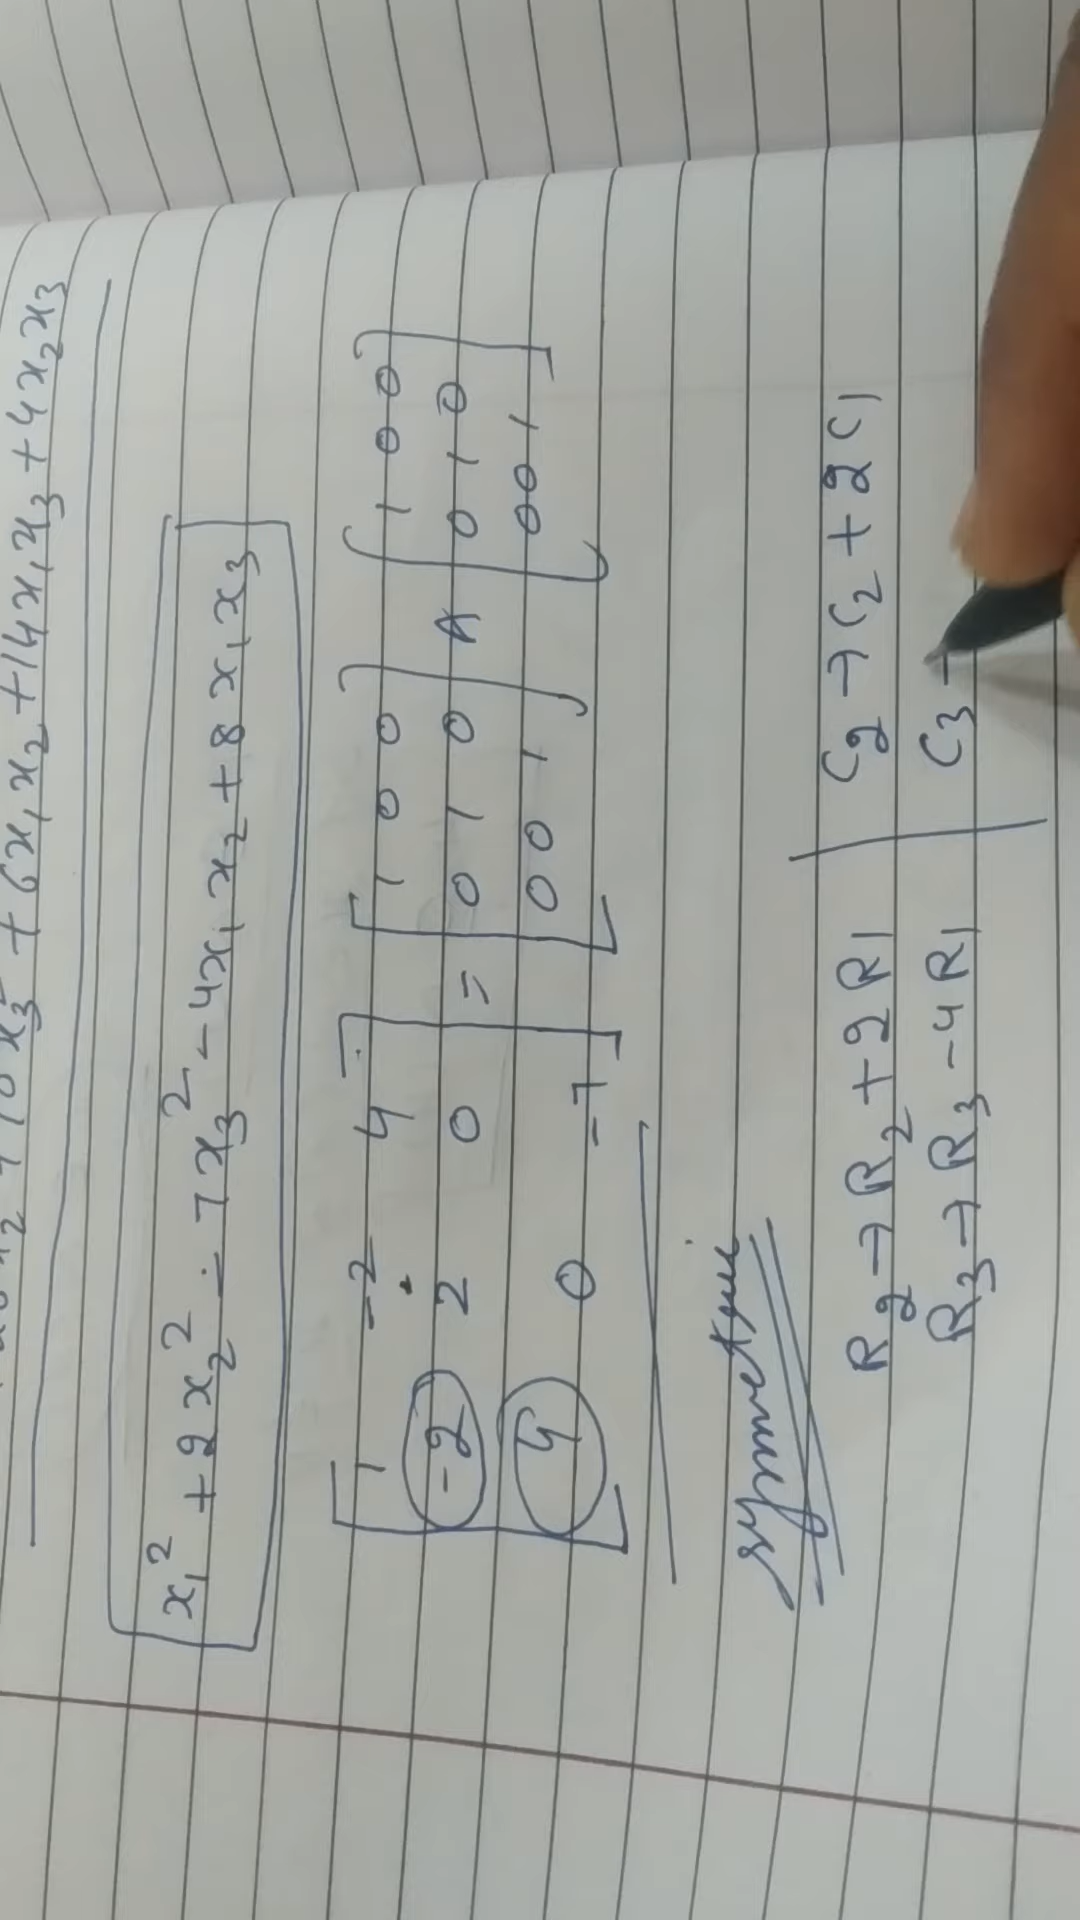 + 6x₁x₂ + 14x₁x₃ + 4x₂x₃
x₁² + 2x₂² - 7x₃² - 4x₁x₂ + 8x₁x₃
[1 -2 4 = [1 0 0] A [1 0 0]
-2 2 0 0 1 0 0 1 0
4 0 -7] 0 0 1 0 0 1
symmetric
R₂ → R₂ + 2R₁ | C₂ → C₂ + 2C₁
R₃ → R₃ - 4R₁ | C₃ -